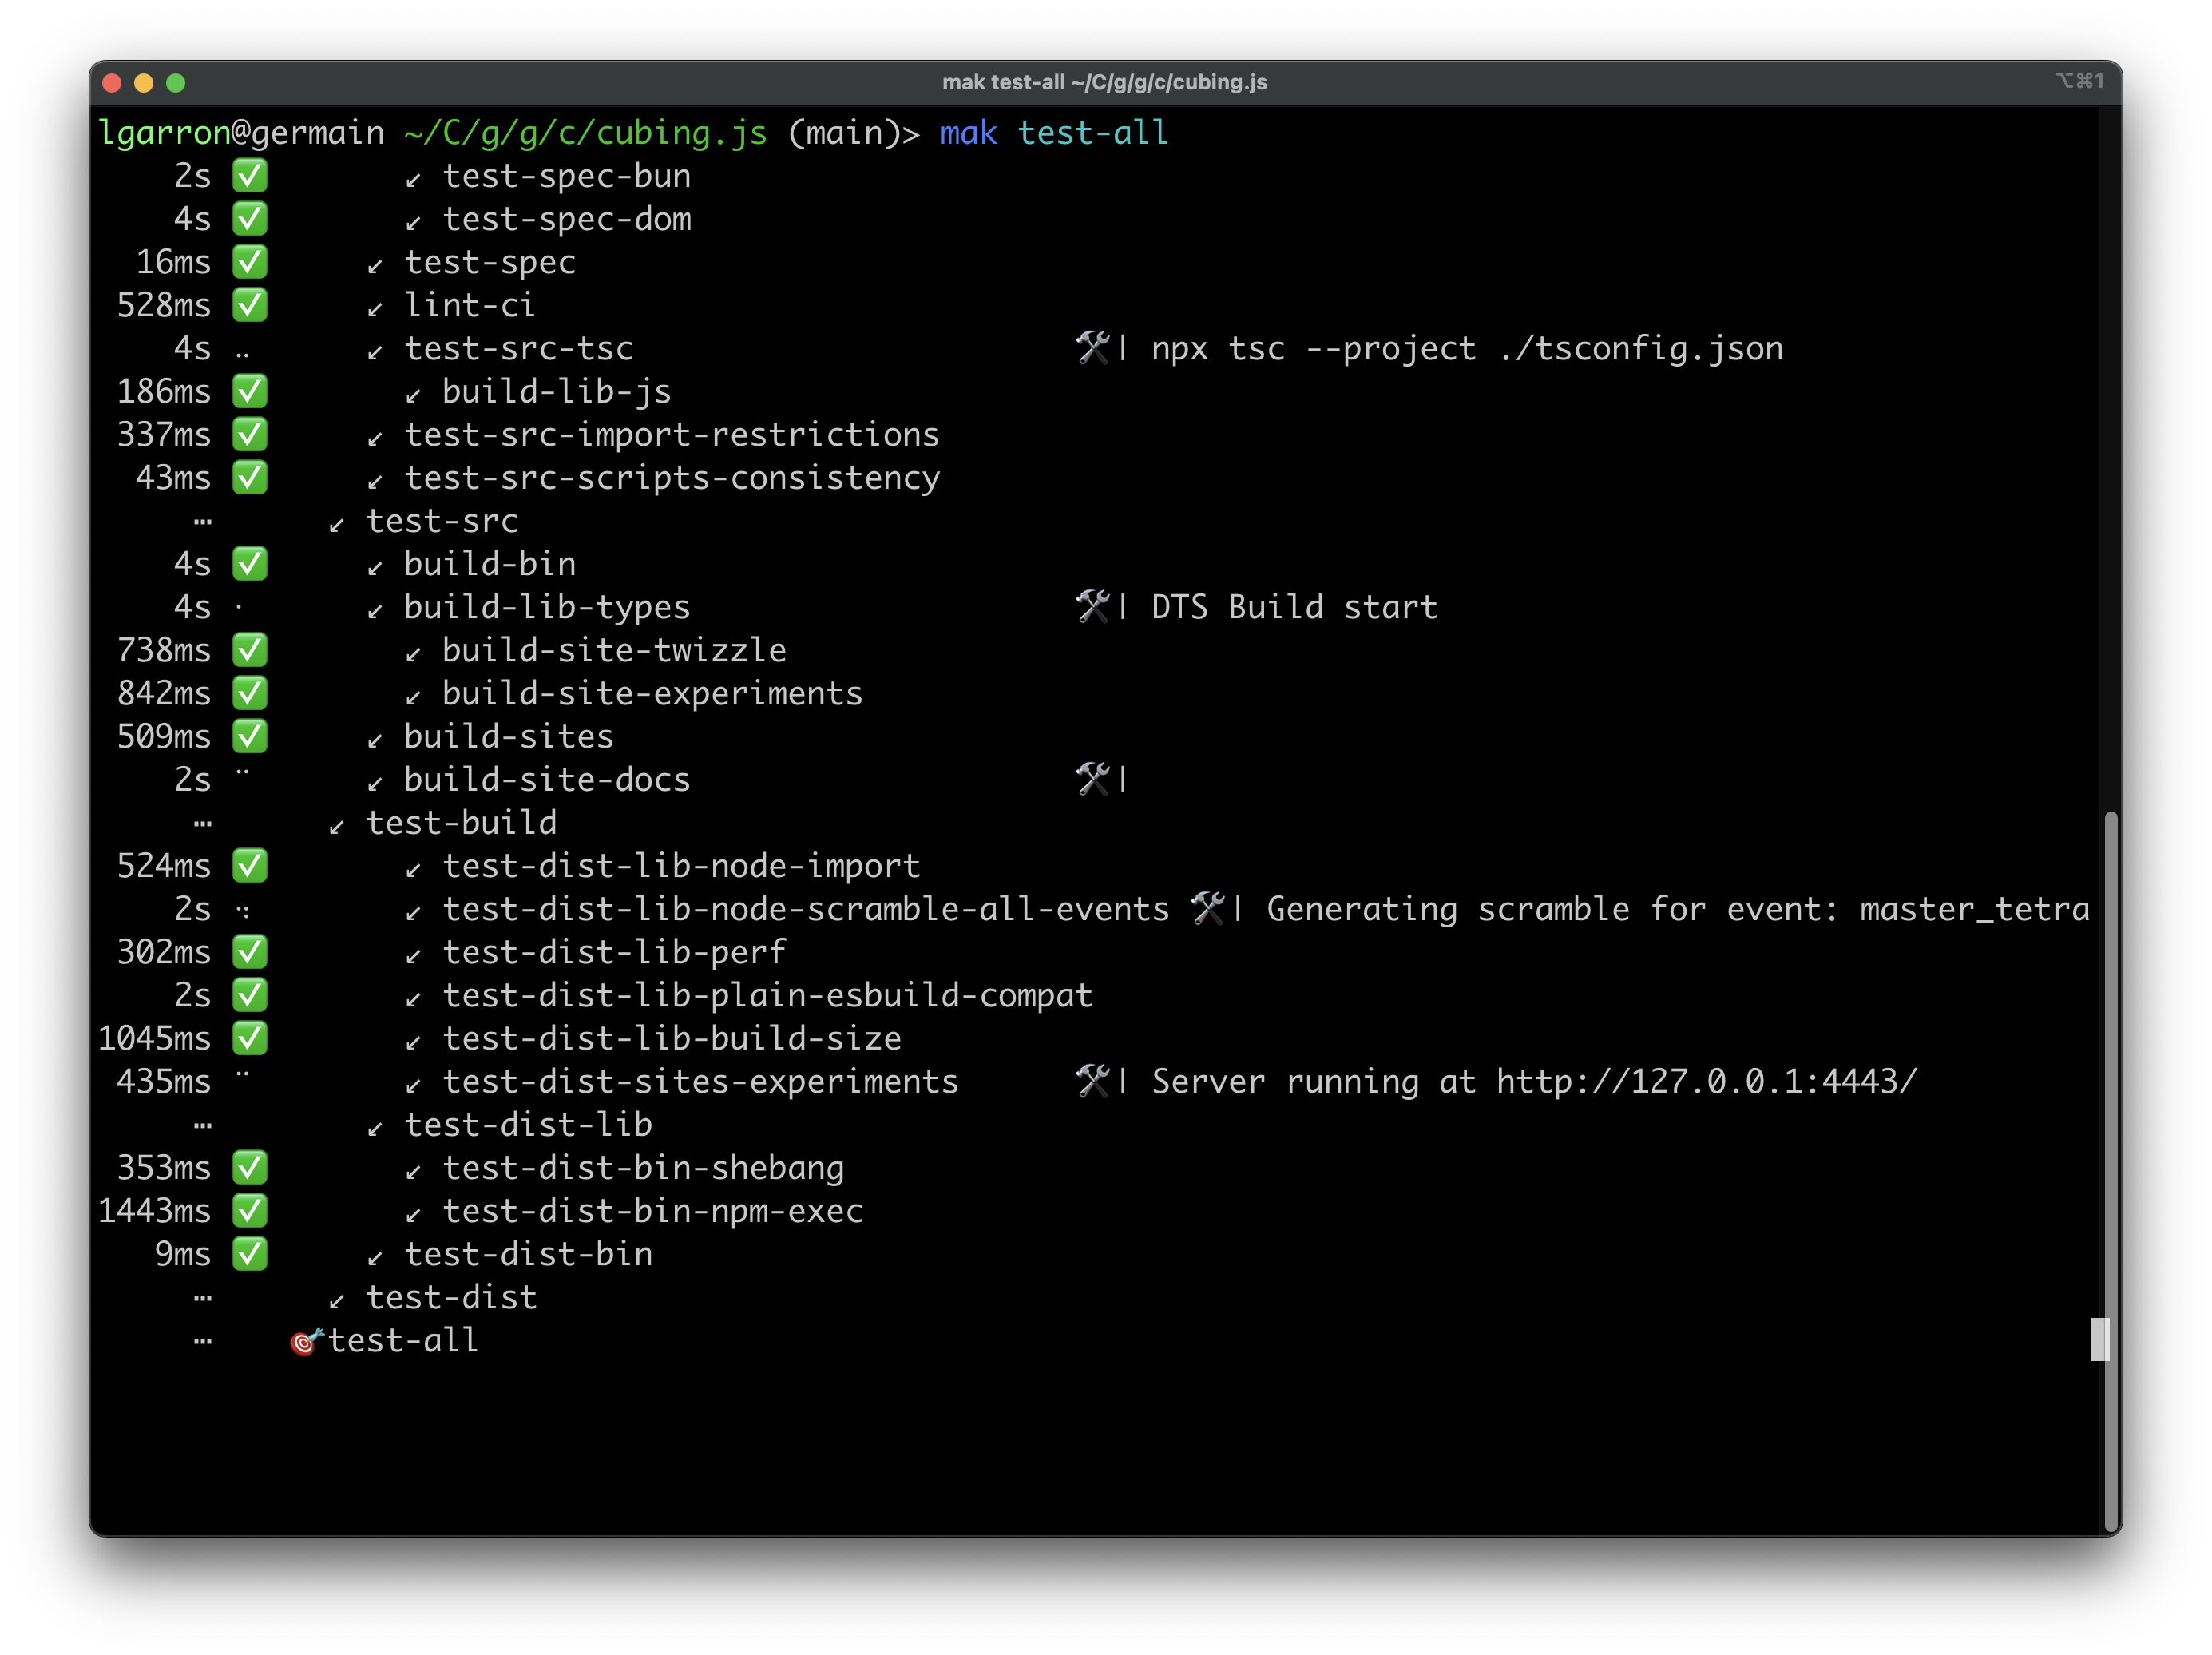 mak test-all ~/C/g/g/c/cubing.js ⌥⌘1
lgarron@germain ~/C/g/g/c/cubing.js (main)> mak test-all
2s ✅ ↙ test-spec-bun
4s ✅ ↙ test-spec-dom
16ms ✅ ↙ test-spec
528ms ✅ ↙ lint-ci
4s ↙ test-src-tsc 🛠️| npx tsc --project ./tsconfig.json
186ms ✅ ↙ build-lib-js
337ms ✅ ↙ test-src-import-restrictions
43ms ✅ ↙ test-src-scripts-consistency
… ↙ test-src
4s ✅ ↙ build-bin
4s ↙ build-lib-types 🛠️| DTS Build start
738ms ✅ ↙ build-site-twizzle
842ms ✅ ↙ build-site-experiments
509ms ✅ ↙ build-sites
2s ↙ build-site-docs 🛠️|
… ↙ test-build
524ms ✅ ↙ test-dist-lib-node-import
2s ↙ test-dist-lib-node-scramble-all-events 🛠️| Generating scramble for event: master_tetra
302ms ✅ ↙ test-dist-lib-perf
2s ✅ ↙ test-dist-lib-plain-esbuild-compat
1045ms ✅ ↙ test-dist-lib-build-size
435ms ↙ test-dist-sites-experiments 🛠️| Server running at http://127.0.0.1:4443/
… ↙ test-dist-lib
353ms ✅ ↙ test-dist-bin-shebang
1443ms ✅ ↙ test-dist-bin-npm-exec
9ms ✅ ↙ test-dist-bin
… ↙ test-dist
… 🎯test-all